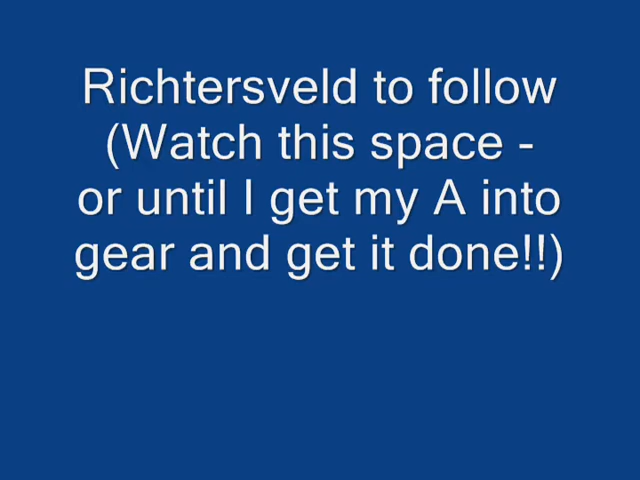 Richtersveld to follow
(Watch this space -
or until I get my A into
gear and get it done!!)